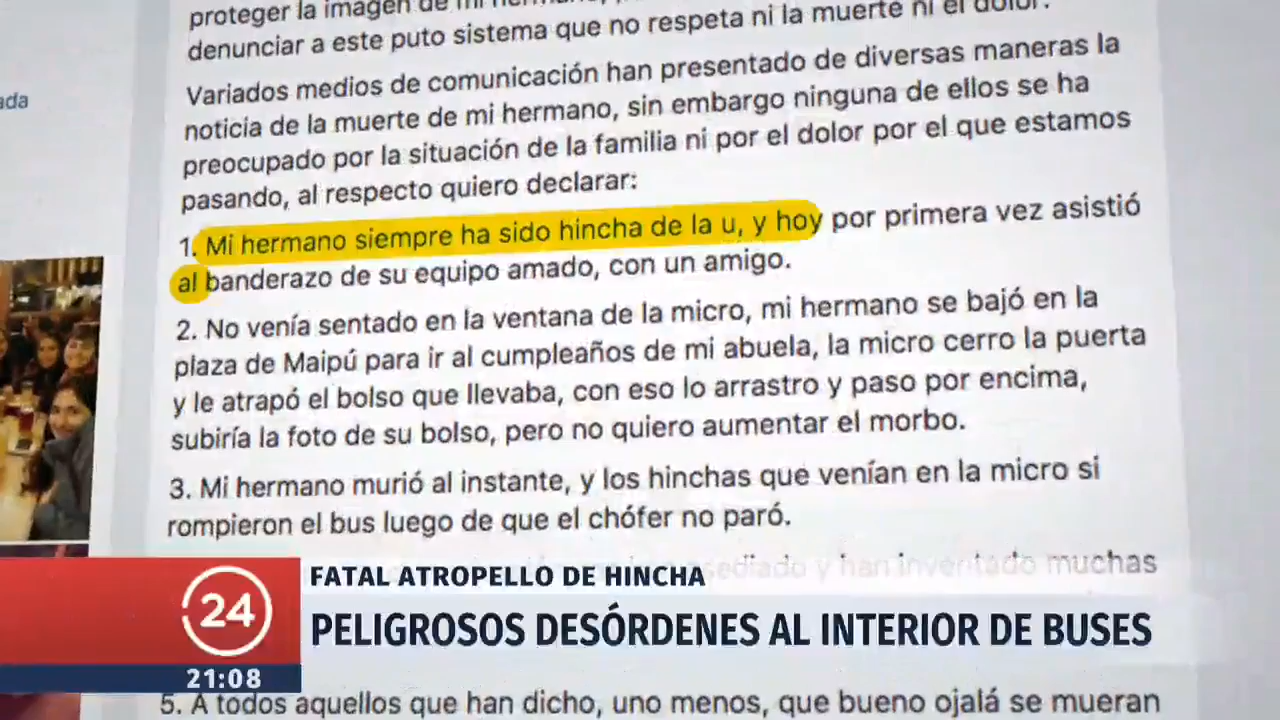 proteger la imagen de mi
denunciar a este puto sistema que no respeta ni la muerte ni el dolor.
Variados medios de comunicación han presentado de diversas maneras la
noticia de la muerte de mi hermano, sin embargo ninguna de ellos se ha
preocupado por la situación de la familia ni por el dolor por el que estamos
pasando, al respecto quiero declarar:
1. Mi hermano siempre ha sido hincha de la u, y hoy por primera vez asistió
al banderazo de su equipo amado, con un amigo.
2. No venía sentado en la ventana de la micro, mi hermano se bajó en la
plaza de Maipú para ir al cumpleaños de mi abuela, la micro cerro la puerta
y le atrapó el bolso que llevaba, con eso lo arrastro y paso por encima,
subiría la foto de su bolso, pero no quiero aumentar el morbo.
3. Mi hermano murió al instante, y los hinchas que venían en la micro si
rompieron el bus luego de que el chófer no paró.
y han inventado muchas
FATAL ATROPELLO DE HINCHA
24
PELIGROSOS DESÓRDENES AL INTERIOR DE BUSES
21:08
5. A todos aquellos que han dicho, uno menos, que bueno ojalá se mueran